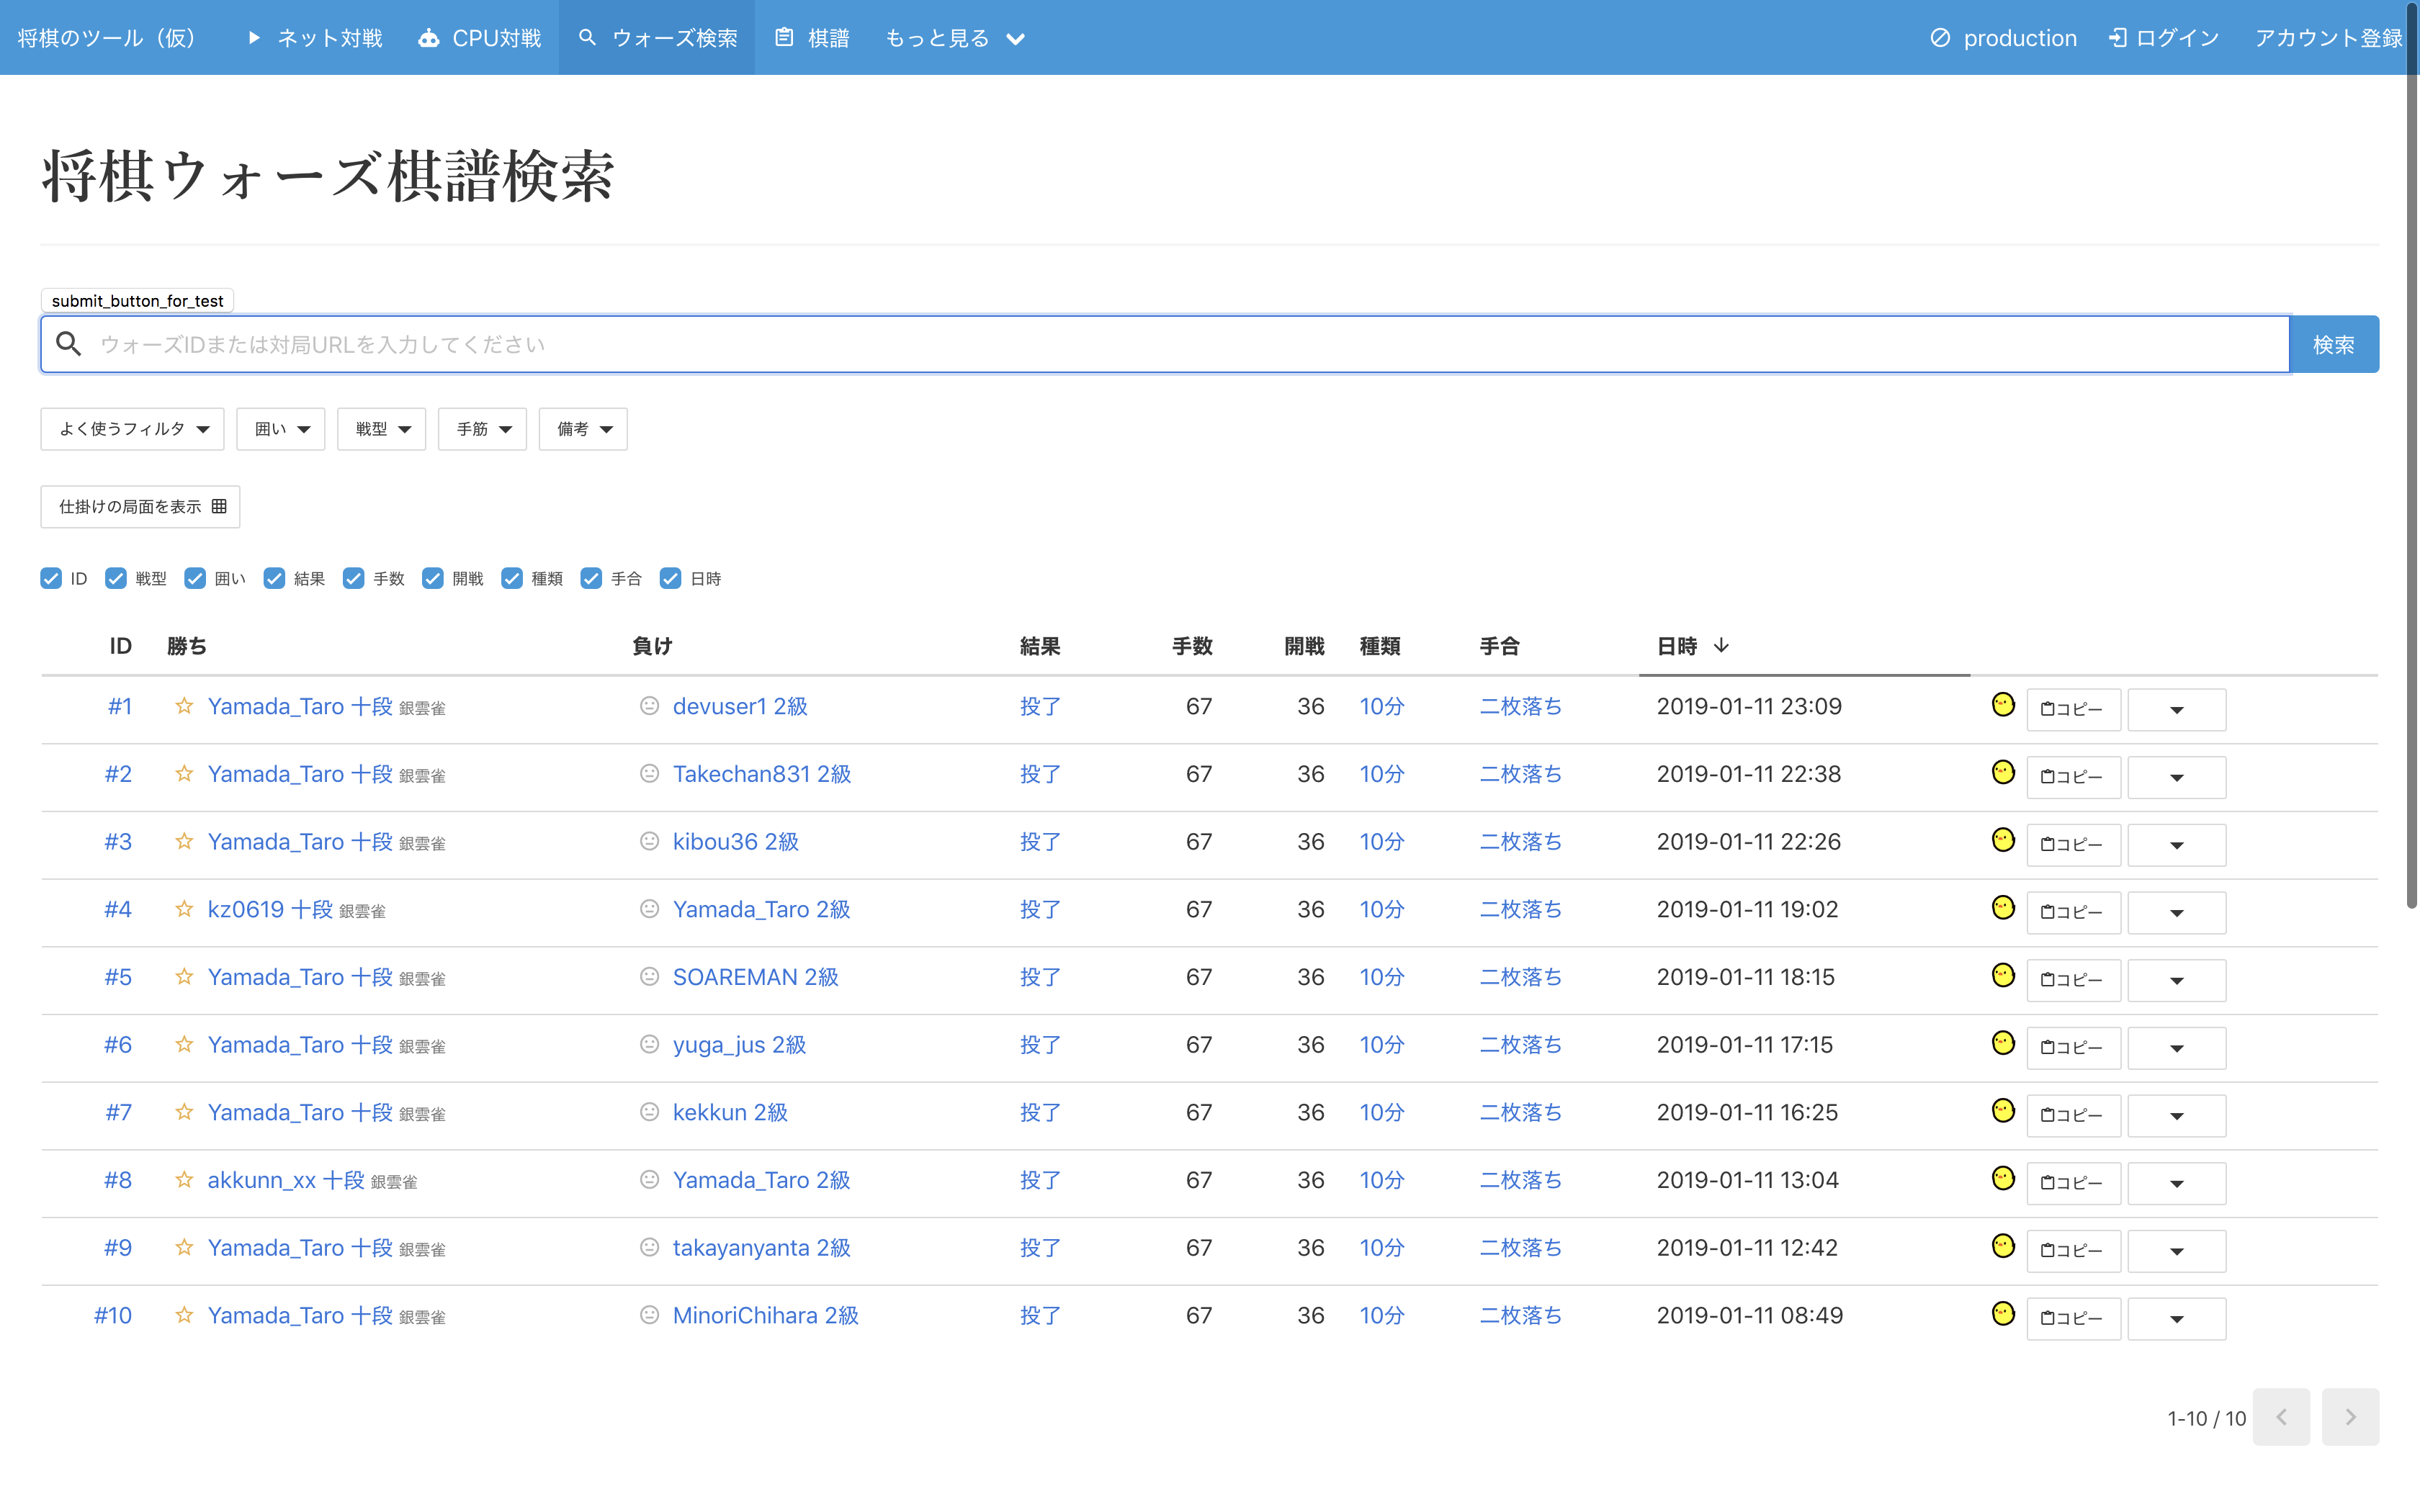 将棋のツール（仮） ネット対戦 CPU対戦 ウォーズ検索 棋譜 もっと見る production ログイン アカウント登録
将棋ウォーズ棋譜検索
submit_button_for_test
ウォーズIDまたは対局URLを入力してください 検索
よく使うフィルタ 囲い 戦型 手筋 備考
仕掛けの局面を表示
ID 戦型 囲い 結果 手数 開戦 種類 手合 日時
ID 勝ち 負け 結果 手数 開戦 種類 手合 日時
#1 Yamada_Taro 十段 銀雲雀 devuser1 2級 投了 67 36 10分 二枚落ち 2019-01-11 23:09 コピー
#2 Yamada_Taro 十段 銀雲雀 Takechan831 2級 投了 67 36 10分 二枚落ち 2019-01-11 22:38 コピー
#3 Yamada_Taro 十段 銀雲雀 kibou36 2級 投了 67 36 10分 二枚落ち 2019-01-11 22:26 コピー
#4 kz0619 十段 銀雲雀 Yamada_Taro 2級 投了 67 36 10分 二枚落ち 2019-01-11 19:02 コピー
#5 Yamada_Taro 十段 銀雲雀 SOAREMAN 2級 投了 67 36 10分 二枚落ち 2019-01-11 18:15 コピー
#6 Yamada_Taro 十段 銀雲雀 yuga_jus 2級 投了 67 36 10分 二枚落ち 2019-01-11 17:15 コピー
#7 Yamada_Taro 十段 銀雲雀 kekkun 2級 投了 67 36 10分 二枚落ち 2019-01-11 16:25 コピー
#8 akkunn_xx 十段 銀雲雀 Yamada_Taro 2級 投了 67 36 10分 二枚落ち 2019-01-11 13:04 コピー
#9 Yamada_Taro 十段 銀雲雀 takayanyanta 2級 投了 67 36 10分 二枚落ち 2019-01-11 12:42 コピー
#10 Yamada_Taro 十段 銀雲雀 MinoriChihara 2級 投了 67 36 10分 二枚落ち 2019-01-11 08:49 コピー
1-10 / 10